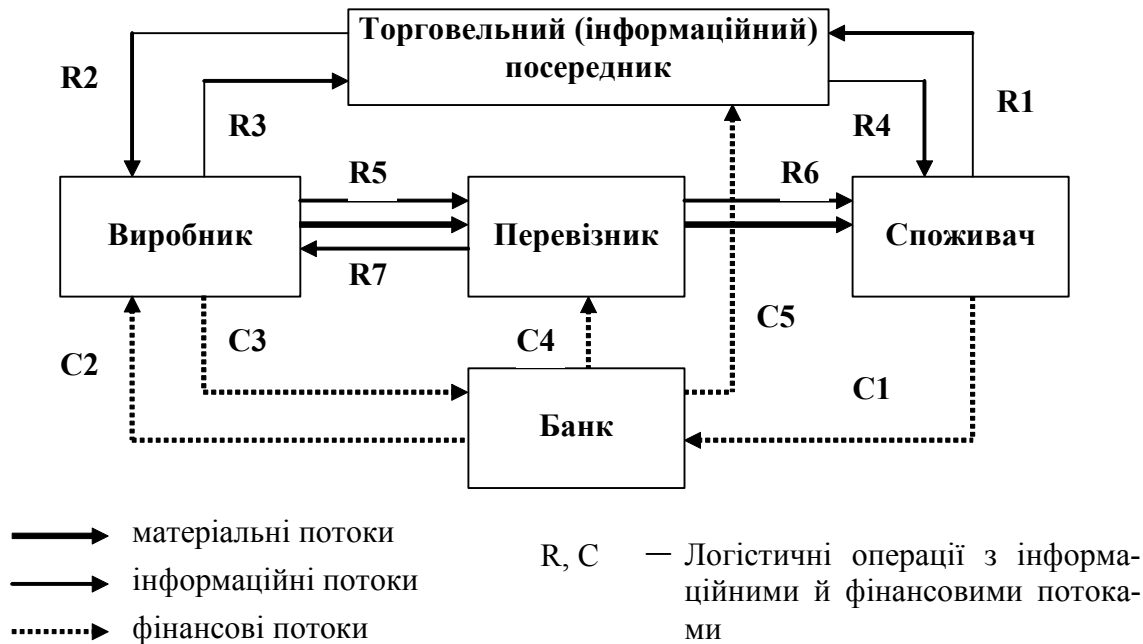 Торговельний (інформаційний)
посередник
R2
R1
R3
R4
R5
R6
Виробник
Перевізник
Споживач
R7
C3
C4
C5
C2
C1
Банк
матеріальні потоки
інформаційні потоки
фінансові потоки
R, C — Логістичні операції з інформа-
ційними й фінансовими потока-
ми